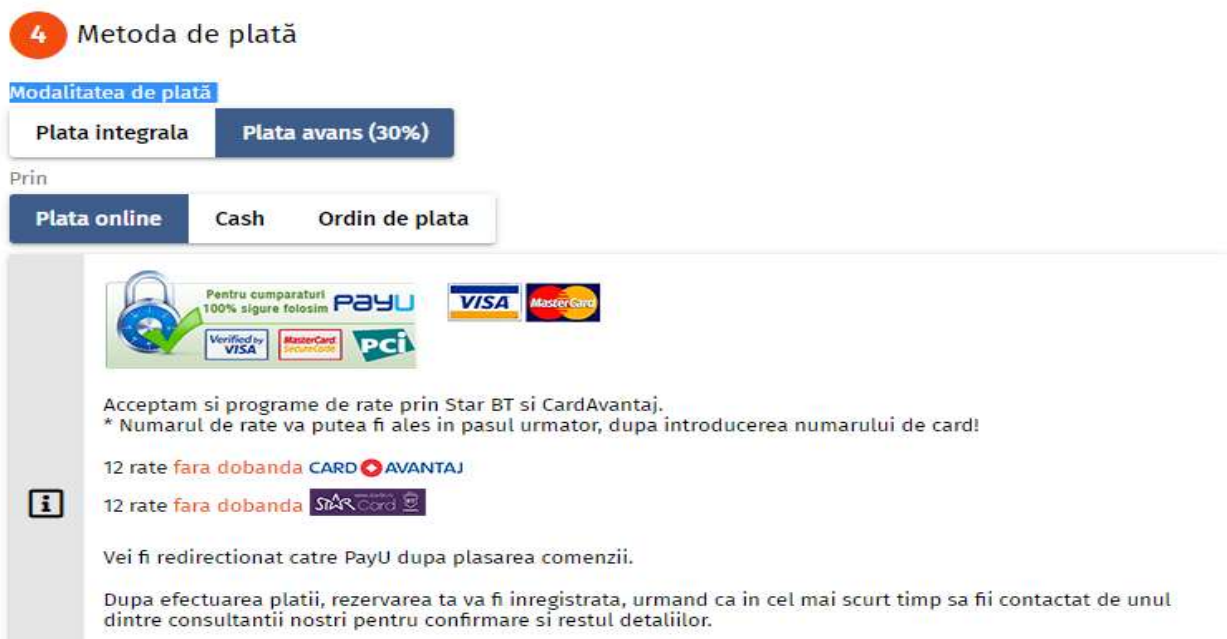 4 Metoda de plată
Modalitatea de plată
Plata integrala Plata avans (30%)
Prin
Plata online Cash Ordin de plata
Pentru cumparaturi
100% sigure folosim PayU VISA MasterCard
Verified by VISA MasterCard SecureCode PCI
Acceptam si programe de rate prin Star BT si CardAvantaj.
* Numarul de rate va putea fi ales in pasul urmator, dupa introducerea numarului de card!
12 rate fara dobanda CARD AVANTAJ
12 rate fara dobanda STAR Card
Vei fi redirectionat catre PayU dupa plasarea comenzii.
Dupa efectuarea platii, rezervarea ta va fi inregistrata, urmand ca in cel mai scurt timp sa fii contactat de unul
dintre consultantii nostri pentru confirmare si restul detaliilor.